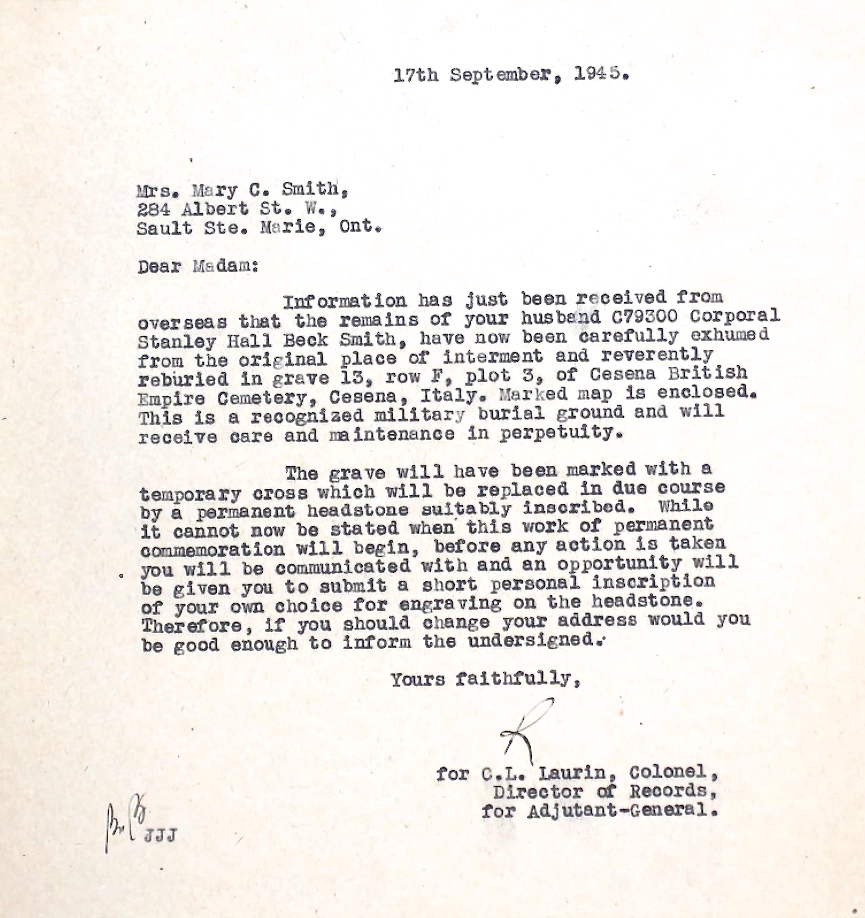 17th September, 1945.
Mrs. Mary C. Smith,
284 Albert St. W.,
Sault Ste. Marie, Ont.
Dear Madam:
Information has just been received from
overseas that the remains of your husband C79300 Corporal
Stanley Hall Beck Smith, have now been carefully exhumed
from the original place of interment and reverently
reburied in grave 13, row F, plot 3, of Cesena British
Empire Cemetery, Cesena, Italy. Marked map is enclosed.
This is a recognized military burial ground and will
receive care and maintenance in perpetuity.
The grave will have been marked with a
temporary cross which will be replaced in due course
by a permanent headstone suitably inscribed. While
it cannot now be stated when this work of permanent
commemoration will begin, before any action is taken
you will be communicated with and an opportunity will
be given you to submit a short personal inscription
of your own choice for engraving on the headstone.
Therefore, if you should change your address would you
be good enough to inform the undersigned.
Yours faithfully,
R
for C.L. Laurin, Colonel,
Director of Records,
for Adjutant-General.
JJJ